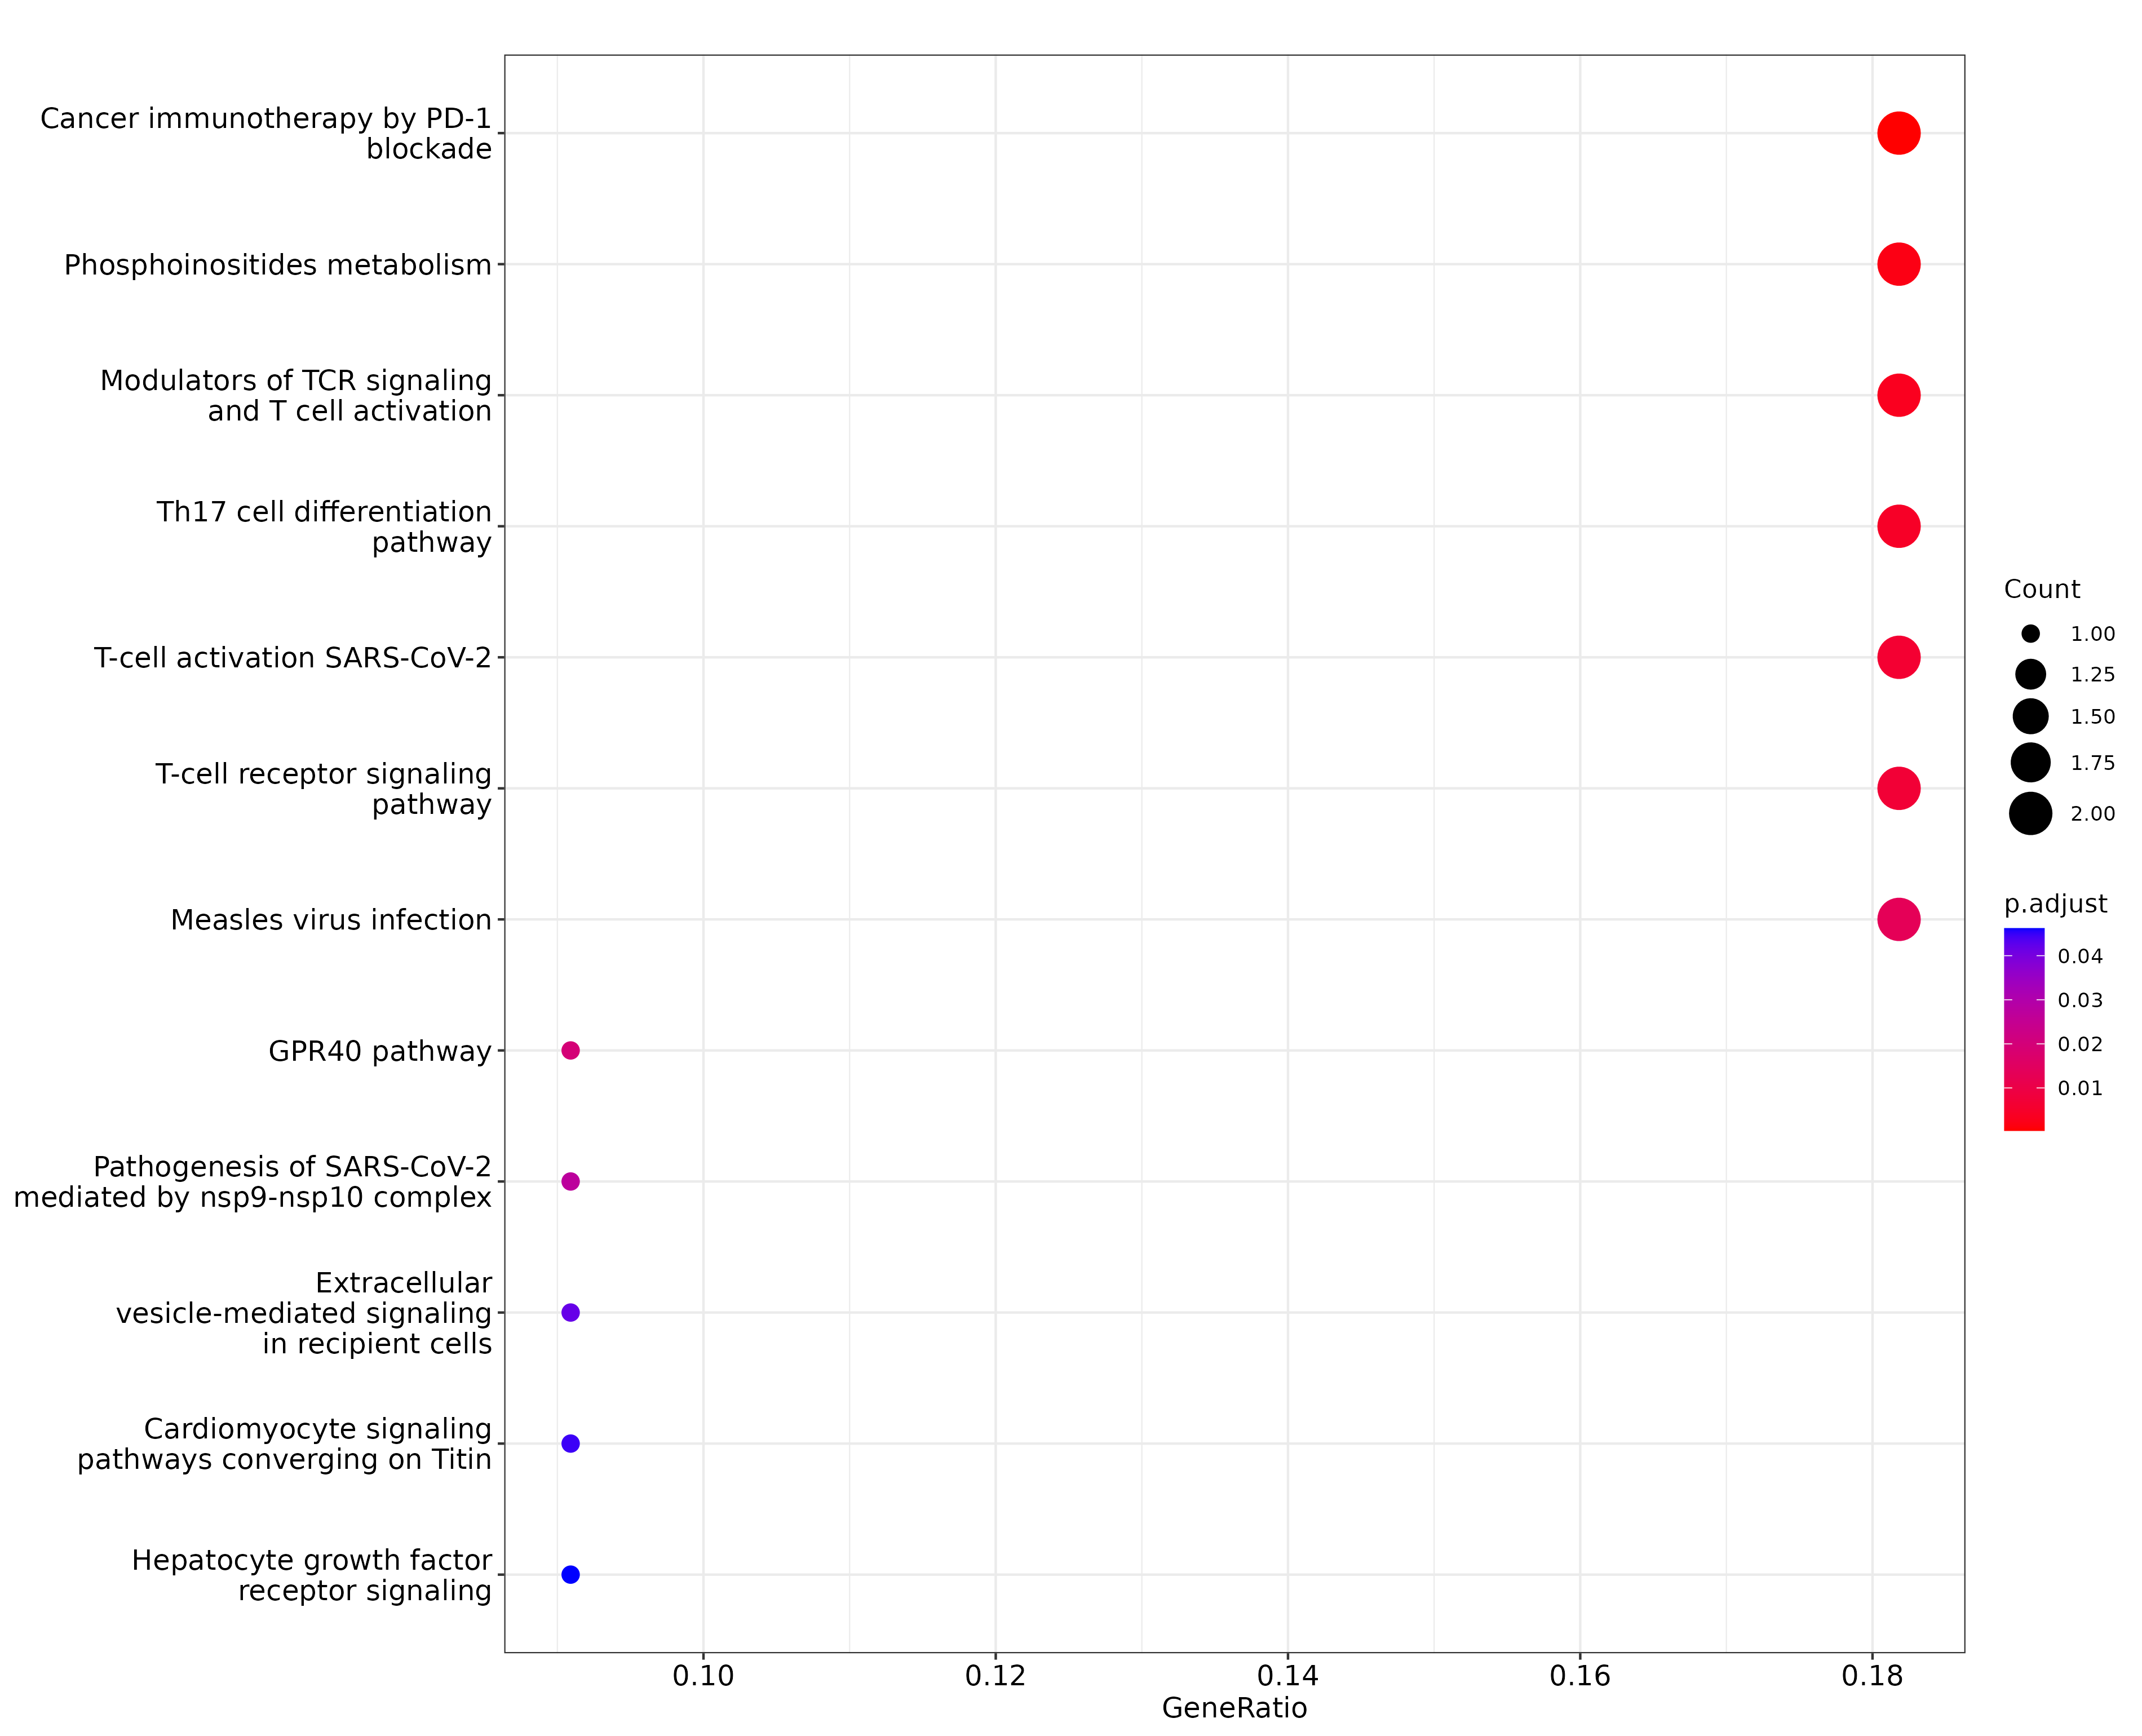 Cancer immunotherapy by PD-1
blockade
Phosphoinositides metabolism
Modulators of TCR signaling
and T cell activation
Th17 cell differentiation
pathway
T-cell activation SARS-CoV-2
T-cell receptor signaling
pathway
Measles virus infection
GPR40 pathway
Pathogenesis of SARS-CoV-2
mediated by nsp9-nsp10 complex
Extracellular
vesicle-mediated signaling
in recipient cells
Cardiomyocyte signaling
pathways converging on Titin
Hepatocyte growth factor
receptor signaling
0.10 0.12 0.14 0.16 0.18
GeneRatio
Count
1.00
1.25
1.50
1.75
2.00
p.adjust
0.04
0.03
0.02
0.01